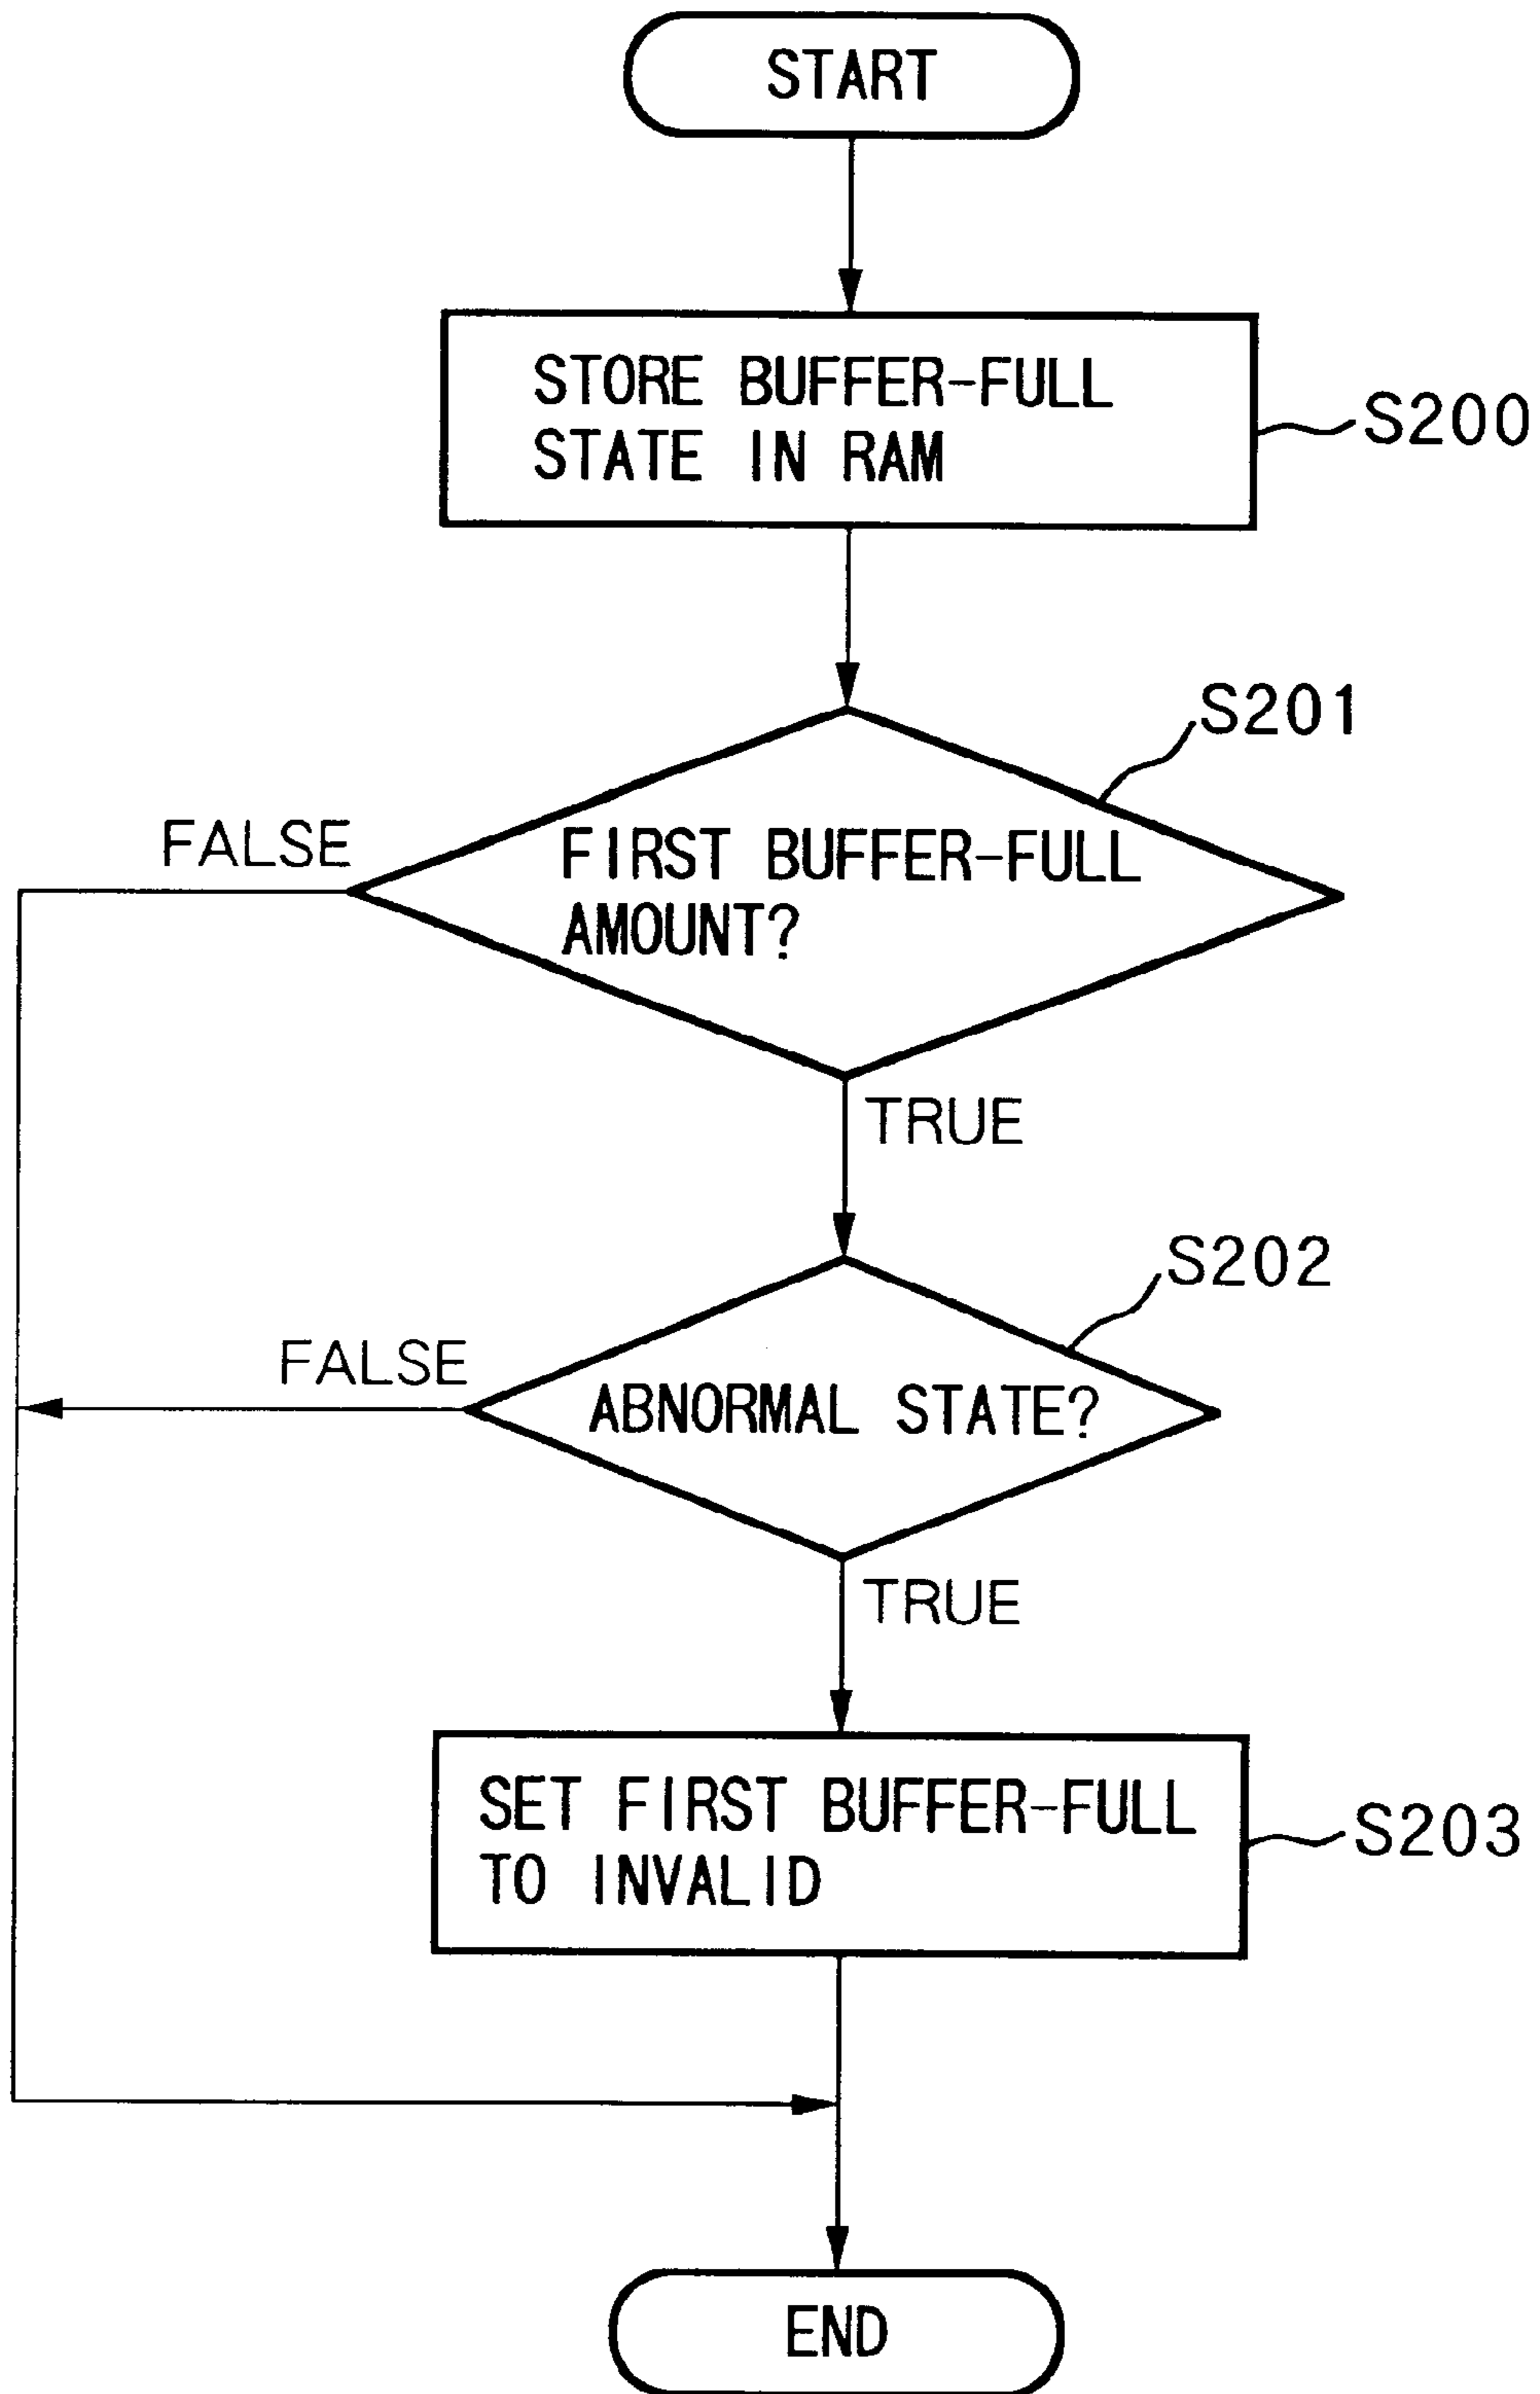 START
STORE BUFFER-FULL
STATE IN RAM
S200
S201
FALSE
FIRST BUFFER-FULL
AMOUNT?
TRUE
S202
FALSE
ABNORMAL STATE?
TRUE
SET FIRST BUFFER-FULL
TO INVALID
S203
END